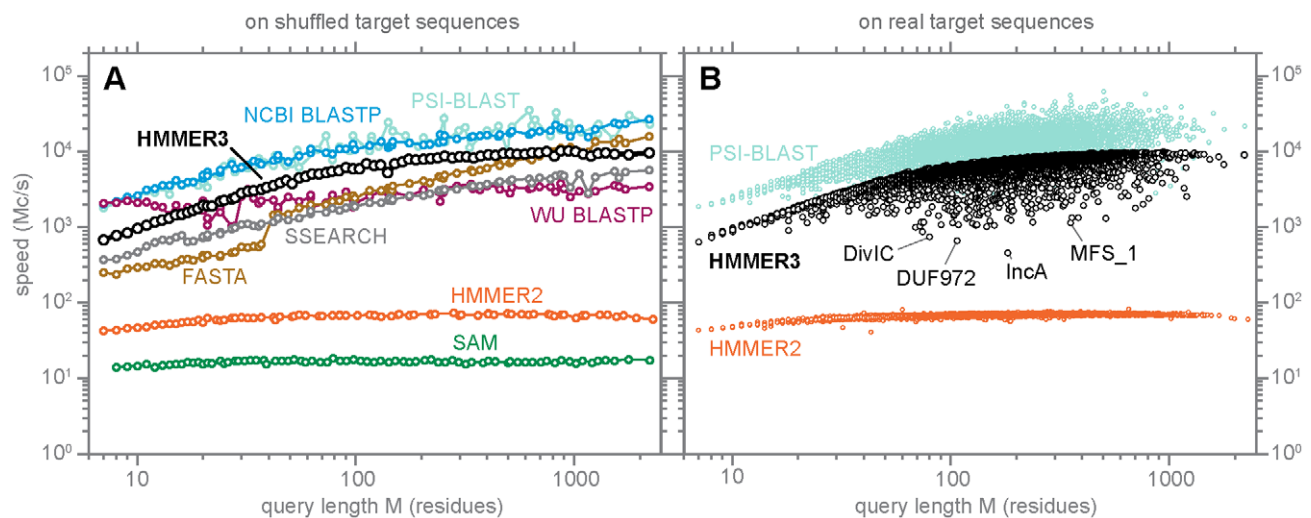 on shuffled target sequences
on real target sequences
A
B
10⁵
10⁴
10³
10²
10¹
10⁰
speed (Mc/s)
PSI-BLAST
NCBI BLASTP
HMMER3
WU BLASTP
SSEARCH
FASTA
HMMER2
SAM
10
100
1000
query length M (residues)
PSI-BLAST
HMMER3
DivIC
DUF972
IncA
MFS_1
HMMER2
10⁵
10⁴
10³
10²
10¹
10⁰
10
100
1000
query length M (residues)